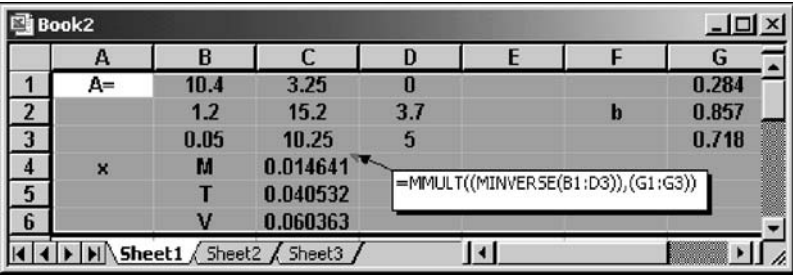 Book2
A B C D E F G
1 A= 10.4 3.25 0 0.284
2 1.2 15.2 3.7 b 0.857
3 0.05 10.25 5 0.718
4 x M 0.014641
=MMULT((MINVERSE(B1:D3)),(G1:G3))
5 T 0.040532
6 V 0.060363
Sheet1 Sheet2 Sheet3